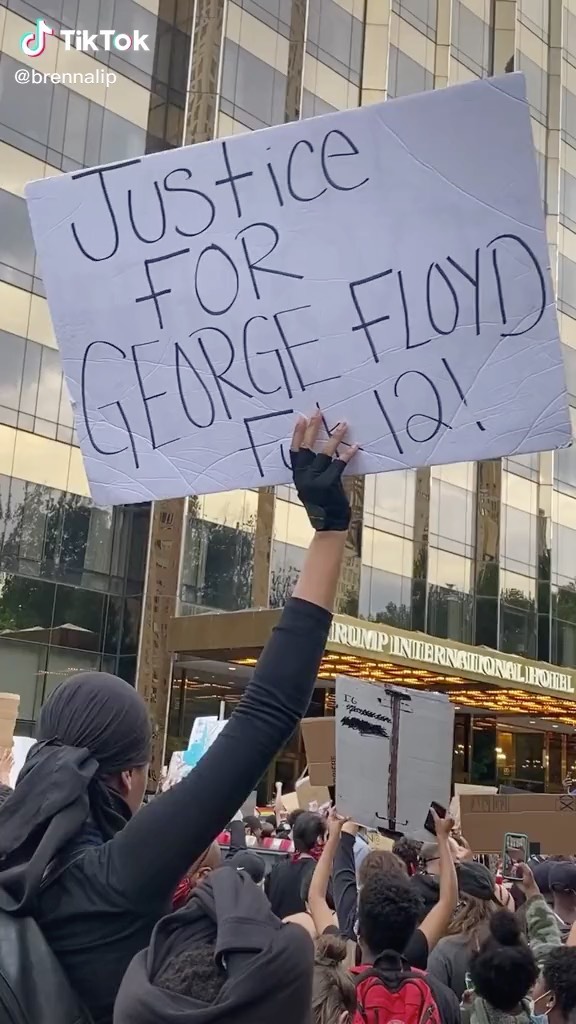 TikTok
@brennalip
Justice
FOR
GEORGE FLOYD
12!
TRUMP INTERNATIONAL HOTEL